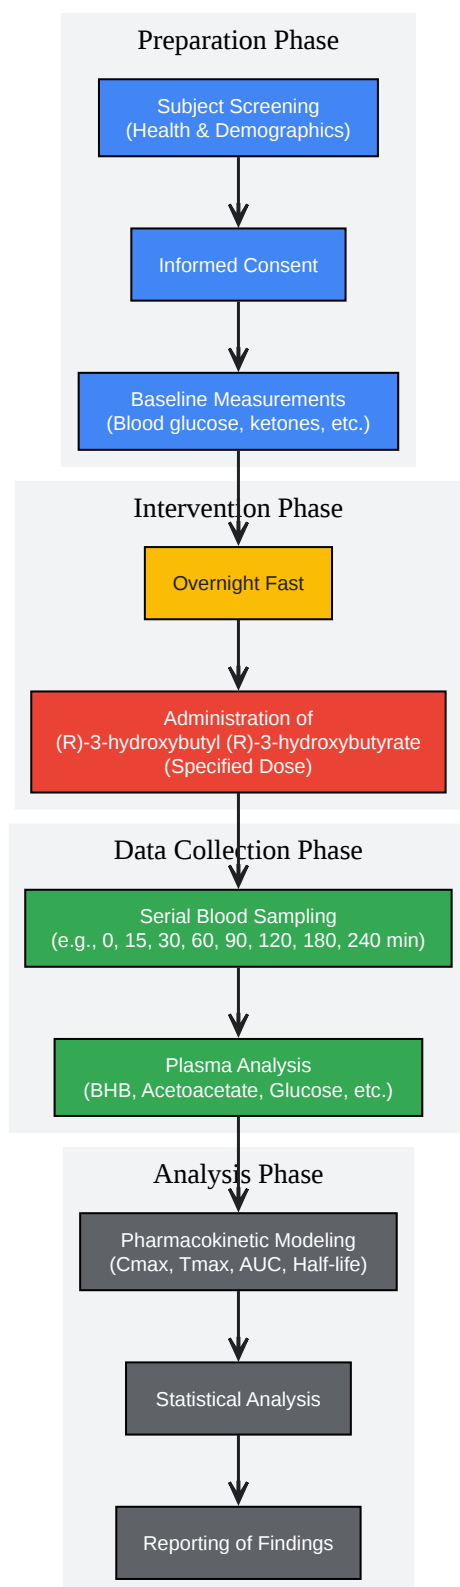 Preparation Phase
Subject Screening
(Health & Demographics)
Informed Consent
Baseline Measurements
(Blood glucose, ketones, etc.)
Intervention Phase
Overnight Fast
Administration of
(R)-3-hydroxybutyl (R)-3-hydroxybutyrate
(Specified Dose)
Data Collection Phase
Serial Blood Sampling
(e.g., 0, 15, 30, 60, 90, 120, 180, 240 min)
Plasma Analysis
(BHB, Acetoacetate, Glucose, etc.)
Analysis Phase
Pharmacokinetic Modeling
(Cmax, Tmax, AUC, Half-life)
Statistical Analysis
Reporting of Findings